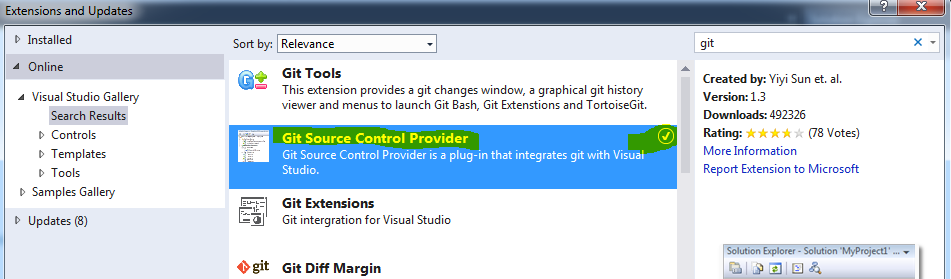 Extensions and Updates
?
Installed
Online
Visual Studio Gallery
Search Results
Controls
Templates
Tools
Samples Gallery
Updates (8)
Sort by: Relevance
Git Tools
This extension provides a git changes window, a graphical git history
viewer and menus to launch Git Bash, Git Extenstions and TortoiseGit.
Git Source Control Provider
Git Source Control Provider is a plug-in that integrates git with Visual
Studio.
Git Extensions
Git intergration for Visual Studio
git
Git Diff Margin
git
Created by: Yiyi Sun et. al.
Version: 1.3
Downloads: 492326
Rating: (78 Votes)
More Information
Report Extension to Microsoft
Solution Explorer - Solution 'MyProject1' ...